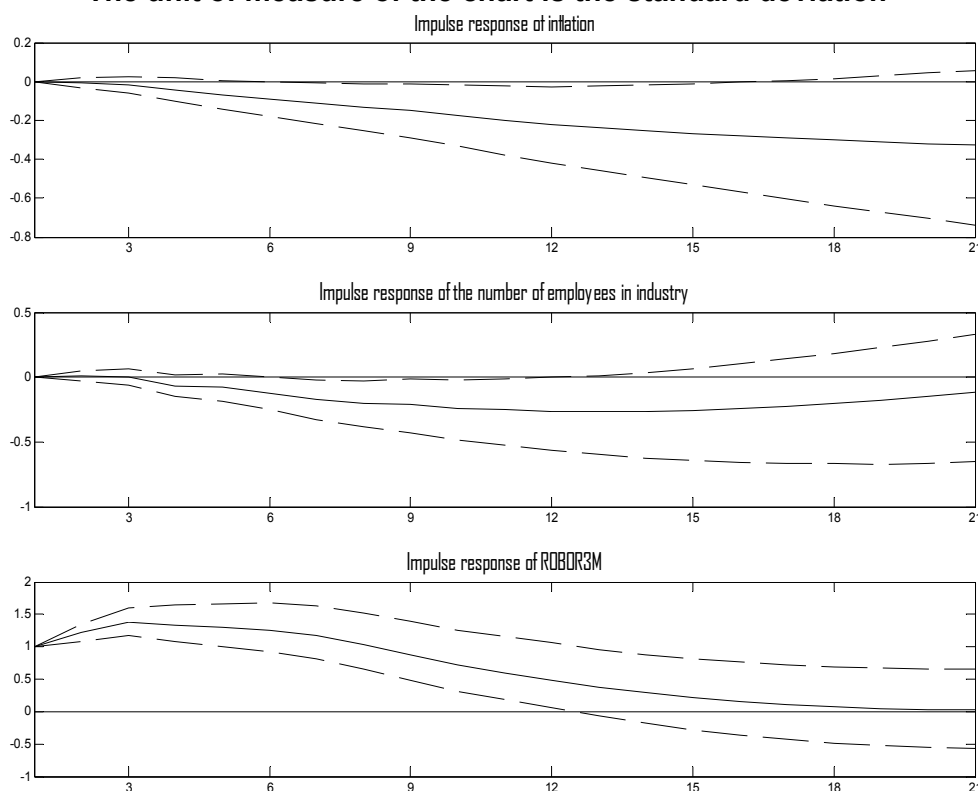 The unit of measure of the chart is the standard deviation
Impulse response of inflation
0.2
0
-0.2
-0.4
-0.6
-0.8
3 6 9 12 15 18 21
Impulse response of the number of employees in industry
0.5
0
-0.5
-1
3 6 9 12 15 18 21
Impulse response of ROBOR3M
2
1.5
1
0.5
0
-0.5
-1
3 6 9 12 15 18 21